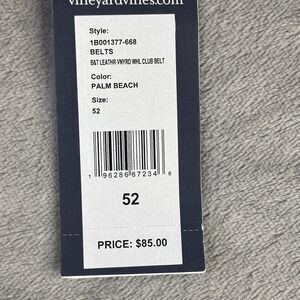 vineyardvines.com
Style:
1B001377-668
BELTS
B&T LEATHR VNYRD WHL CLUB BELT
Color:
PALM BEACH
Size:
52
1 96286 87234 6
52
PRICE: $85.00